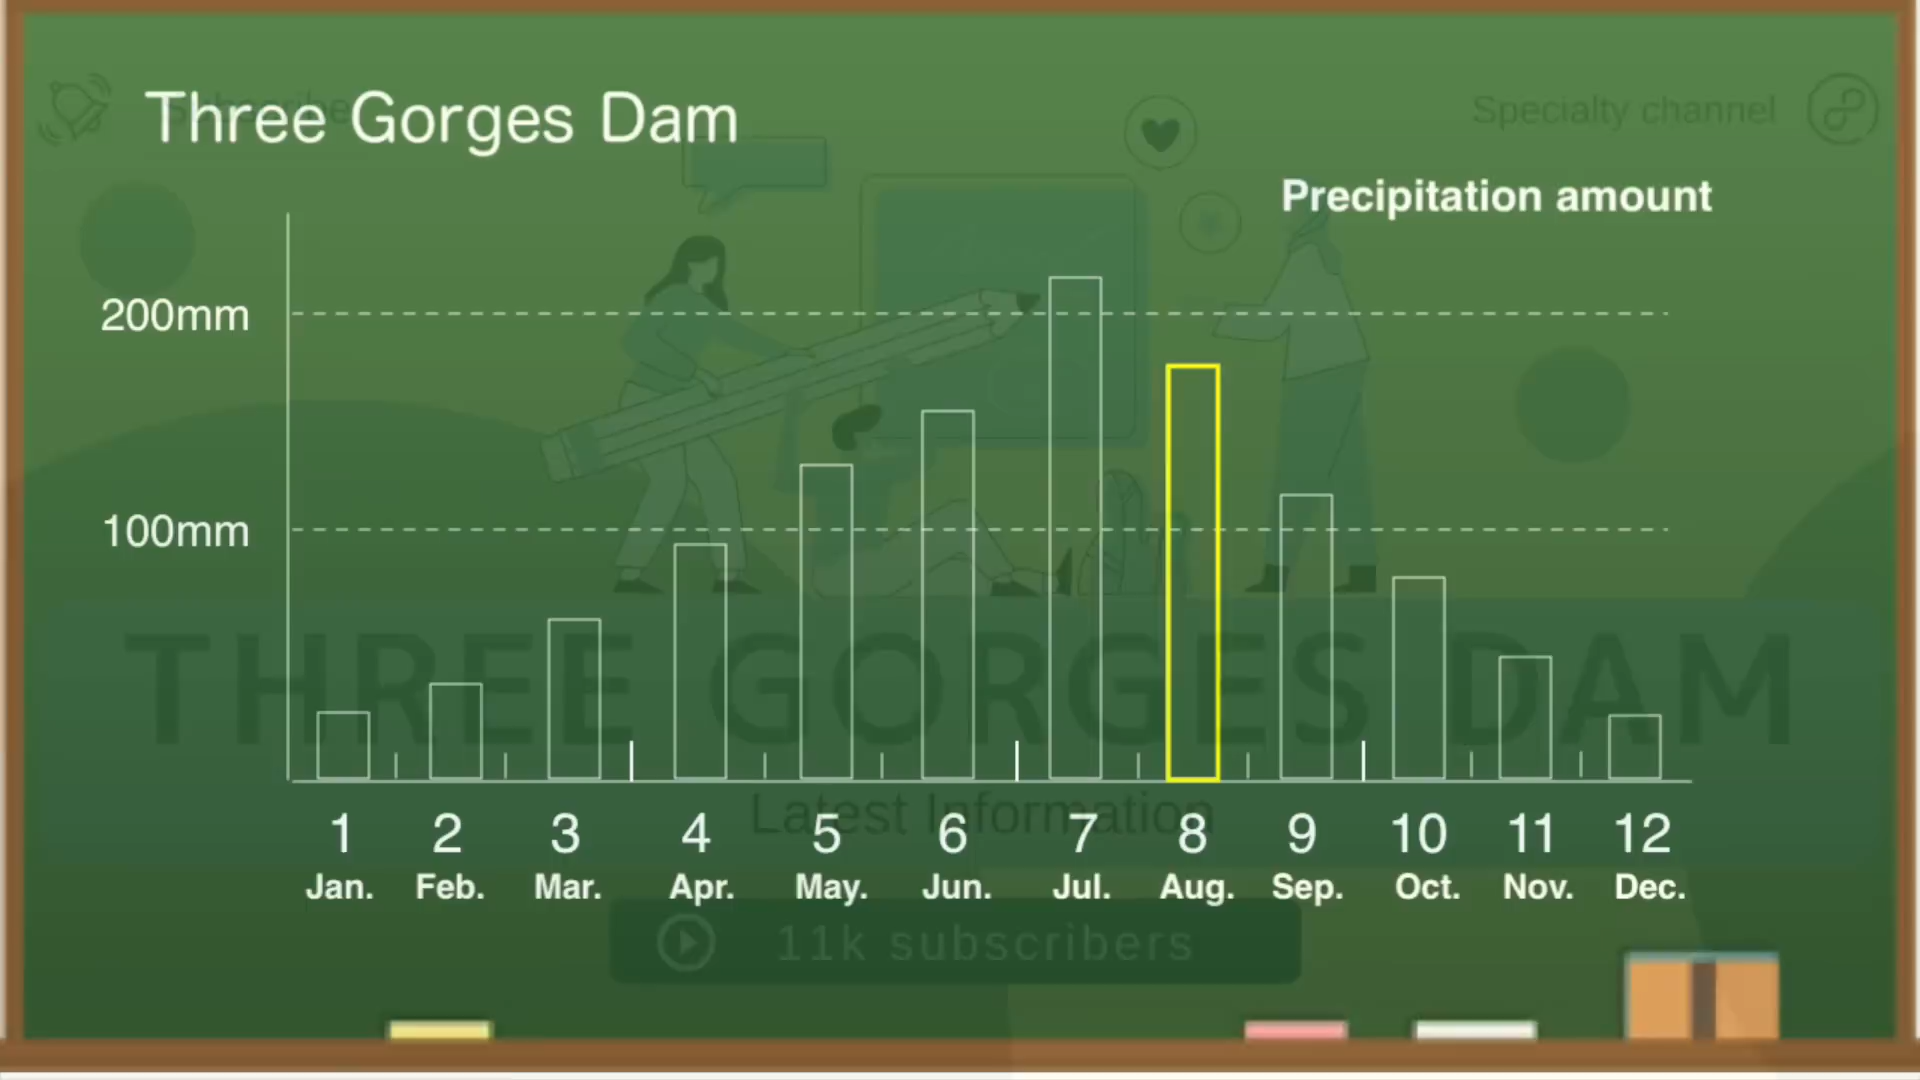 Subscribe
Specialty channel
Three Gorges Dam
Precipitation amount
200mm
100mm
THREE GORGES DAM
Latest Information
1 2 3 4 5 6 7 8 9 10 11 12
Jan. Feb. Mar. Apr. May. Jun. Jul. Aug. Sep. Oct. Nov. Dec.
11k subscribers